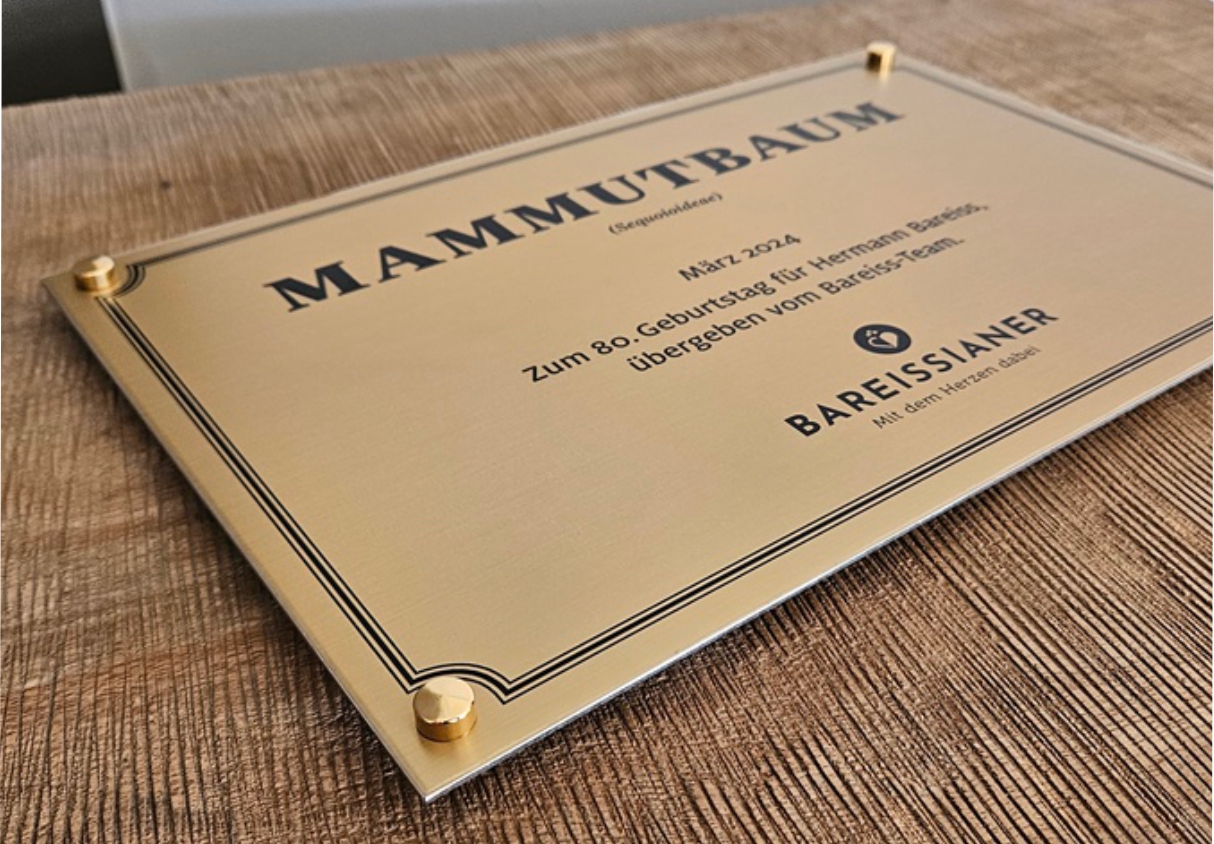 MAMMUTBAUM
(Sequoioideae)
März 2024
Zum 80. Geburtstag für Hermann Bareiss,
übergeben vom Bareiss-Team.
BAREISSIANER
Mit dem Herzen dabei